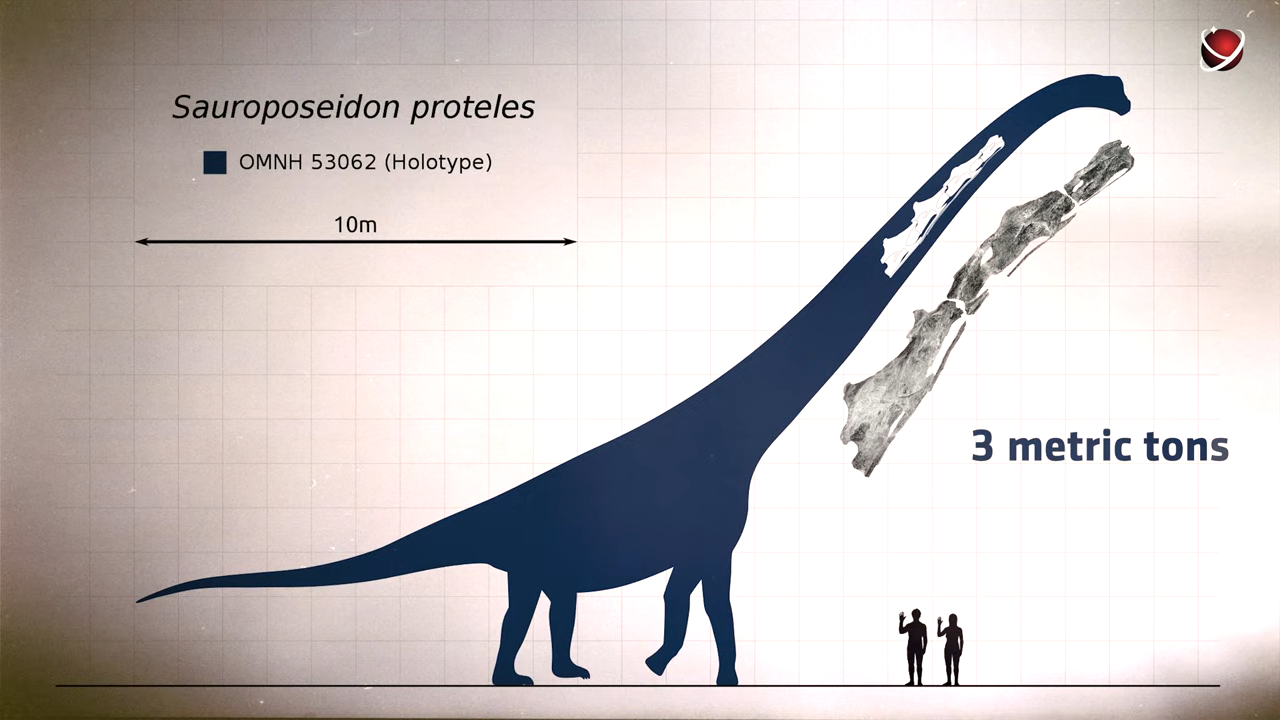 Sauroposeidon proteles
OMNH 53062 (Holotype)
10m
3 metric tons